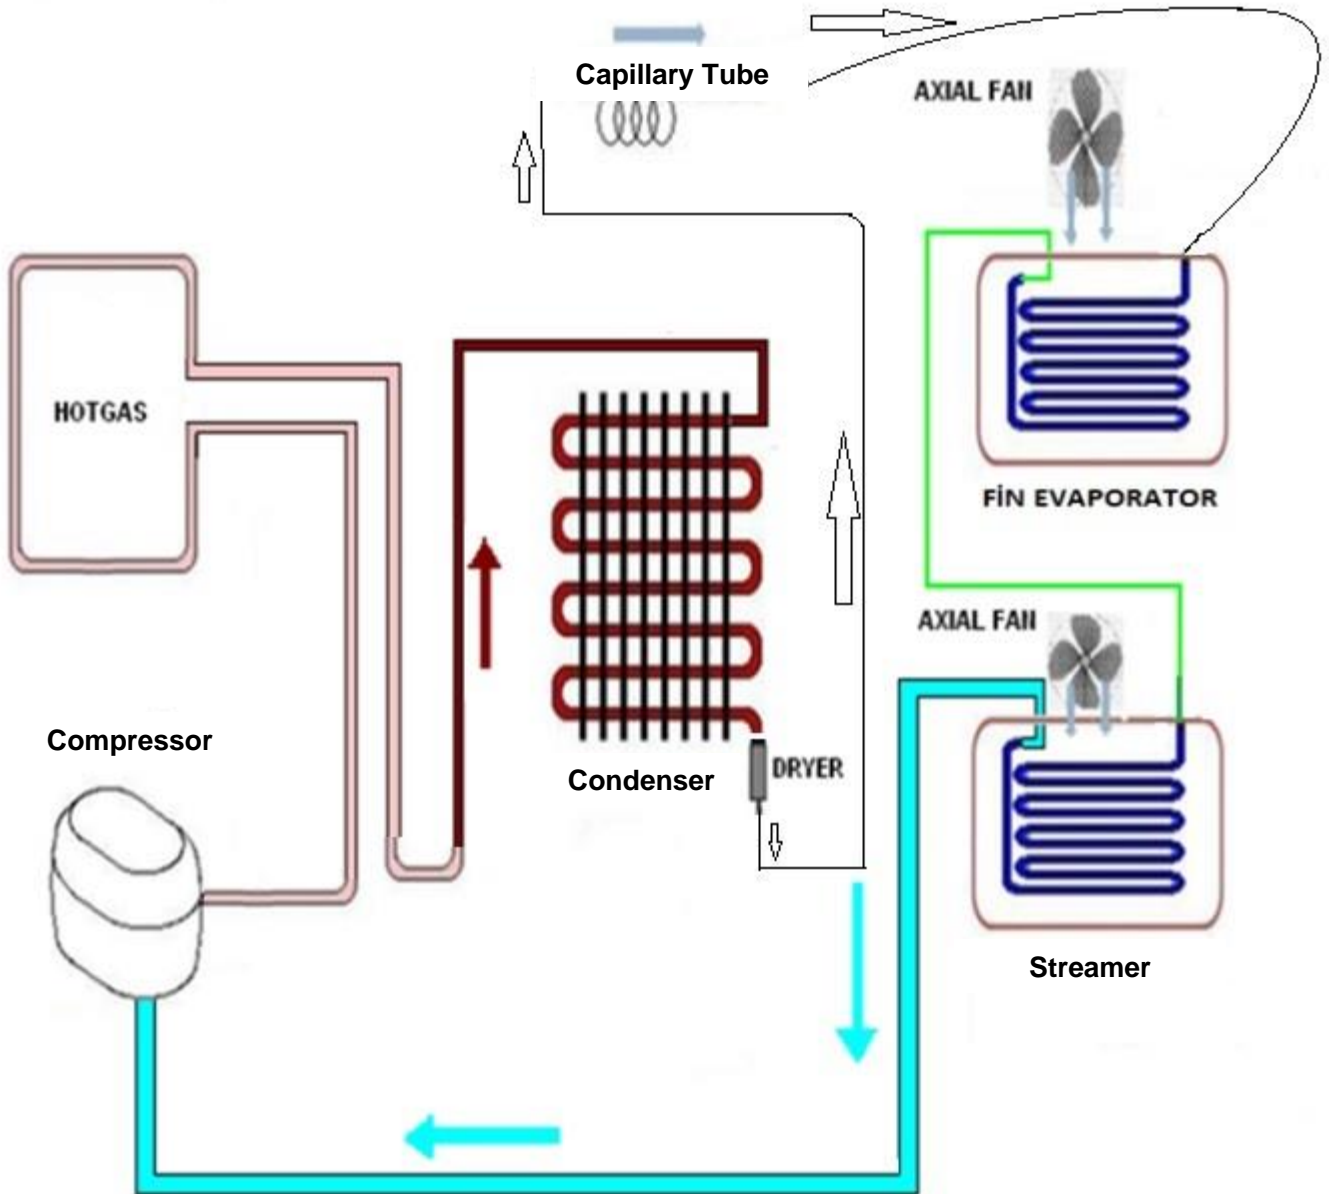 Capillary Tube
AXIAL FAN
HOTGAS
FİN EVAPORATOR
AXIAL FAN
Compressor
Condenser
DRYER
Streamer